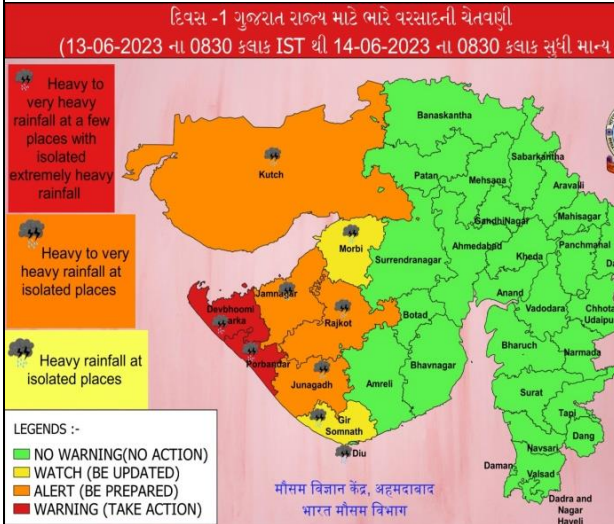 દિવસ -1 ગુજરાત રાજ્ય માટે ભારે વરસાદની ચેતવણી
(13-06-2023 ના 0830 કલાક IST થી 14-06-2023 ના 0830 કલાક સુધી માન્ય
Heavy to
very heavy
rainfall at a few
places with
isolated
extremely heavy
rainfall
Heavy to very
heavy rainfall at
isolated places
Heavy rainfall at
isolated places
LEGENDS :-
NO WARNING(NO ACTION)
WATCH (BE UPDATED)
ALERT (BE PREPARED)
WARNING (TAKE ACTION)
Banaskantha
Kutch
Patan
Mehsana
Sabarkantha
Aravalli
GandhiNagar
Mahisagar
Morbi
Surrendranagar
Ahmedabad
Kheda
Panchmahal
Anand
Vadodara
Chhota
Udaipu
Devbhoomi
Jamnagar
Rajkot
Botad
Porbandar
Junagadh
Amreli
Bhavnagar
Bharuch
Narmada
Gir
Somnath
Diu
Surat
Tapi
Dang
Navsari
Daman
Valsad
Dadra and
Nagar
Haveli
मौसम विज्ञान केंद्र, अहमदाबाद
भारत मौसम विभाग